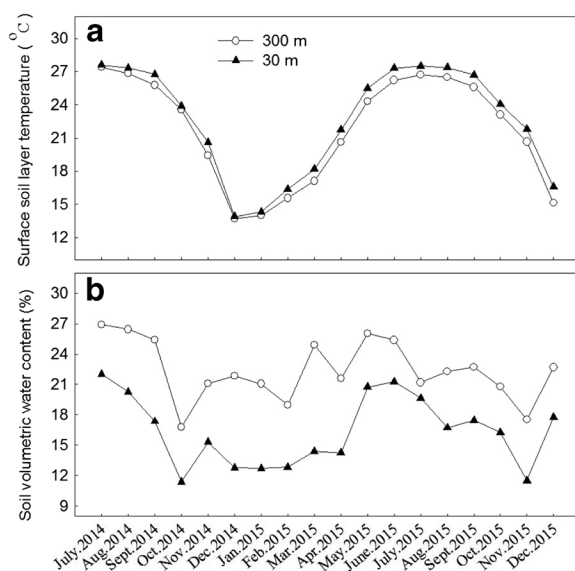 Surface soil layer temperature ( °C )
a
300 m
30 m
30
27
24
21
18
15
12
Soil volumetric water content (%)
b
30
27
24
21
18
15
12
9
July.2014
Aug.2014
Sept.2014
Oct.2014
Nov.2014
Dec.2014
Jan.2015
Feb.2015
Mar.2015
Apr.2015
May.2015
June.2015
July.2015
Aug.2015
Sept.2015
Oct.2015
Nov.2015
Dec.2015